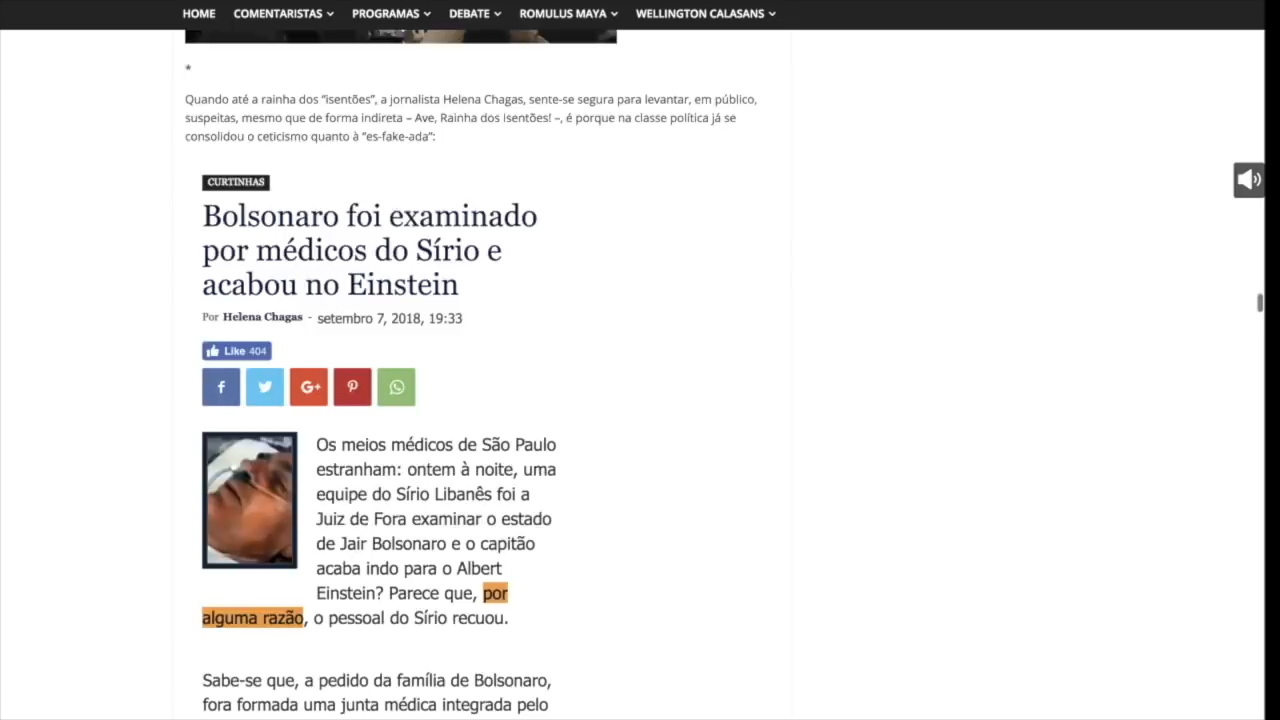 HOME COMENTARISTAS PROGRAMAS DEBATE ROMULUS MAYA WELLINGTON CALASANS
*
Quando até a rainha dos “isentões”, a jornalista Helena Chagas, sente-se segura para levantar, em público,
suspeitas, mesmo que de forma indireta – Ave, Rainha dos isentões! –, é porque na classe política já se
consolidou o ceticismo quanto à “es-fake-ada”:
CURTINHAS
Bolsonaro foi examinado
por médicos do Sírio e
acabou no Einstein
Por Helena Chagas - setembro 7, 2018, 19:33
Like 404
Os meios médicos de São Paulo
estranham: ontem à noite, uma
equipe do Sírio Libanês foi a
Juiz de Fora examinar o estado
de Jair Bolsonaro e o capitão
acaba indo para o Albert
Einstein? Parece que, por
alguma razão, o pessoal do Sírio recuou.
Sabe-se que, a pedido da família de Bolsonaro,
fora formada uma junta médica integrada pelo